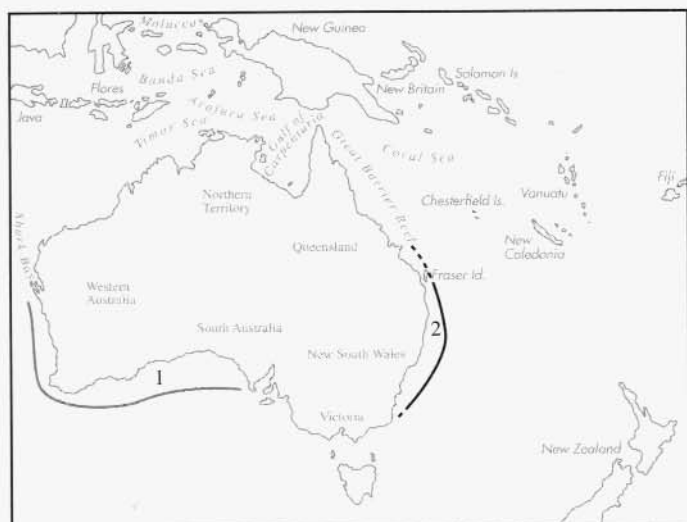 Molucca
New Guinea
Banda Sea
Solomon Is
Flores
New Britain
Java
Arafura Sea
Timor Sea
Gulf of
Carpentaria
Great Barrier Reef
Coral Sea
Fiji
Northern
Territory
Chesterfield Is.
Vanuatu
Shark Bay
Queensland
New
Caledonia
Fraser Id.
Western
Australia
South Australia
2
New South Wales
1
Victoria
New Zealand